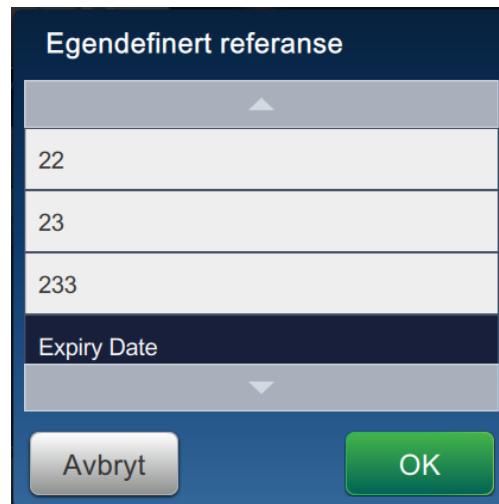 Egendefinert referanse
22
23
233
Expiry Date
Avbryt
OK